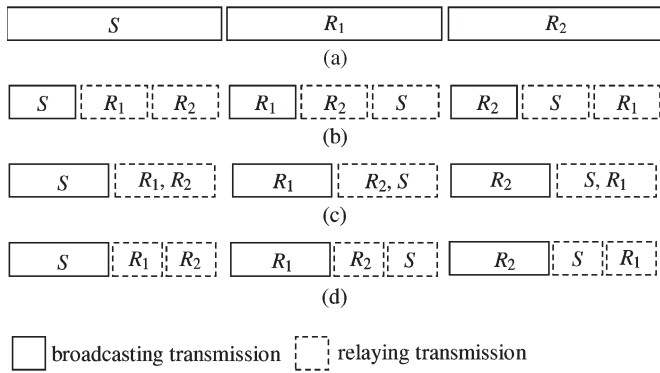 S R₁ R₂
(a)
S R₁ R₂ R₁ R₂ S R₂ S R₁
(b)
S R₁, R₂ R₁ R₂, S R₂ S, R₁
(c)
S R₁ R₂ R₁ R₂ S R₂ S R₁
(d)
broadcasting transmission relaying transmission